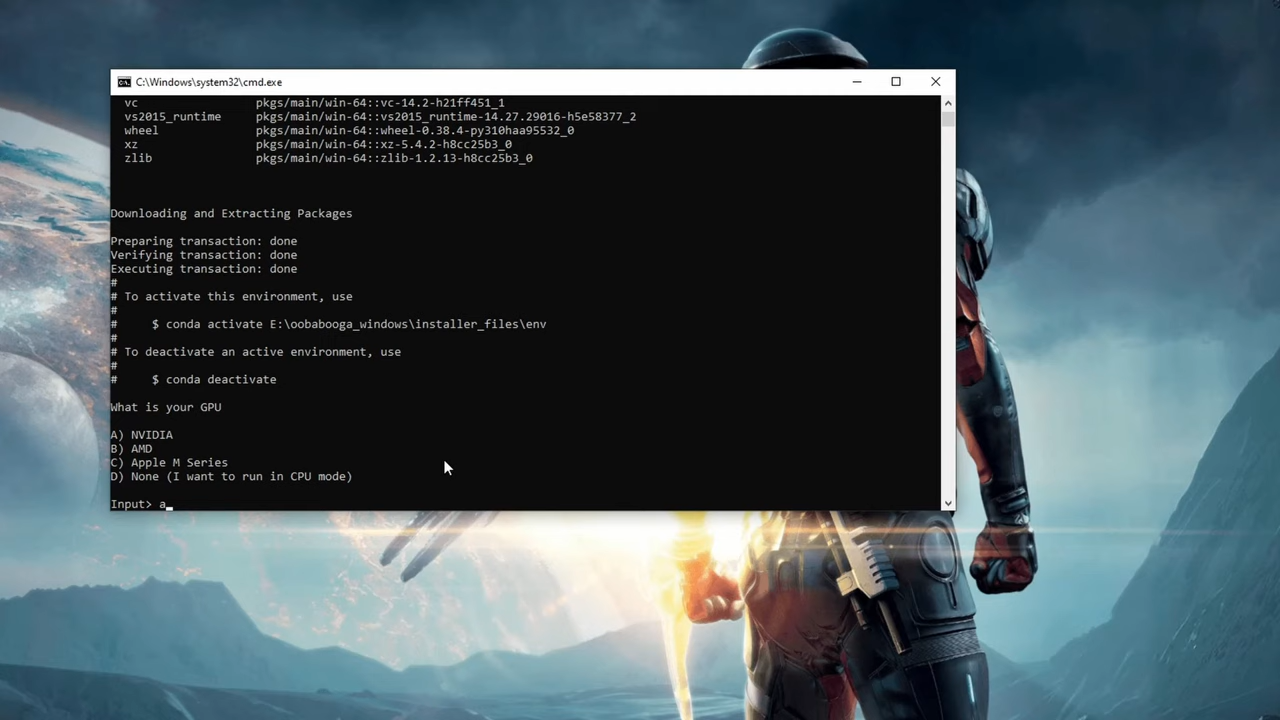 C:\Windows\system32\cmd.exe
vc pkgs/main/win-64::vc-14.2-h21ff451_1
vs2015_runtime pkgs/main/win-64::vs2015_runtime-14.27.29016-h5e58377_2
wheel pkgs/main/win-64::wheel-0.38.4-py310haa95532_0
xz pkgs/main/win-64::xz-5.4.2-h8cc25b3_0
zlib pkgs/main/win-64::zlib-1.2.13-h8cc25b3_0
Downloading and Extracting Packages
Preparing transaction: done
Verifying transaction: done
Executing transaction: done
#
# To activate this environment, use
#
# $ conda activate E:\oobabooga_windows\installer_files\env
#
# To deactivate an active environment, use
#
# $ conda deactivate
What is your GPU
A) NVIDIA
B) AMD
C) Apple M Series
D) None (I want to run in CPU mode)
Input> a